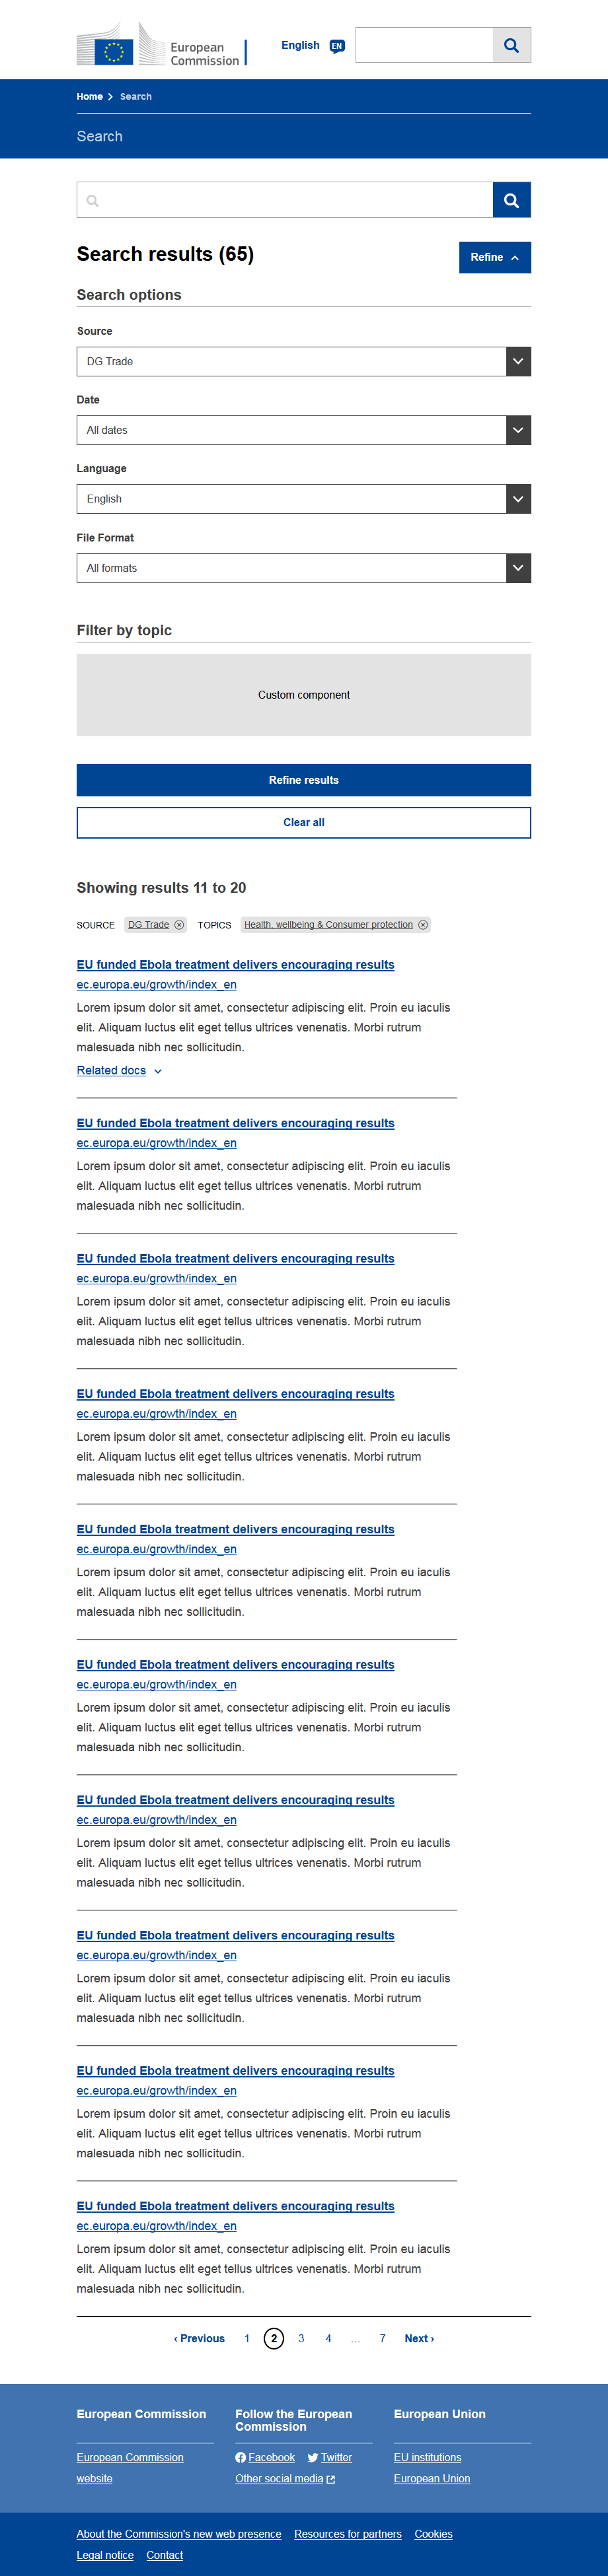 European
Commission
English EN
Home Search
Search
Search results (65)
Refine
Search options
Source
DG Trade
Date
All dates
Language
English
File Format
All formats
Filter by topic
Custom component
Refine results
Clear all
Showing results 11 to 20
SOURCE DG Trade TOPICS Health, wellbeing & Consumer protection
EU funded Ebola treatment delivers encouraging results
ec.europa.eu/growth/index_en
Lorem ipsum dolor sit amet, consectetur adipiscing elit. Proin eu iaculis
elit. Aliquam luctus elit eget tellus ultrices venenatis. Morbi rutrum
malesuada nibh nec sollicitudin.
Related docs
EU funded Ebola treatment delivers encouraging results
ec.europa.eu/growth/index_en
Lorem ipsum dolor sit amet, consectetur adipiscing elit. Proin eu iaculis
elit. Aliquam luctus elit eget tellus ultrices venenatis. Morbi rutrum
malesuada nibh nec sollicitudin.
EU funded Ebola treatment delivers encouraging results
ec.europa.eu/growth/index_en
Lorem ipsum dolor sit amet, consectetur adipiscing elit. Proin eu iaculis
elit. Aliquam luctus elit eget tellus ultrices venenatis. Morbi rutrum
malesuada nibh nec sollicitudin.
EU funded Ebola treatment delivers encouraging results
ec.europa.eu/growth/index_en
Lorem ipsum dolor sit amet, consectetur adipiscing elit. Proin eu iaculis
elit. Aliquam luctus elit eget tellus ultrices venenatis. Morbi rutrum
malesuada nibh nec sollicitudin.
EU funded Ebola treatment delivers encouraging results
ec.europa.eu/growth/index_en
Lorem ipsum dolor sit amet, consectetur adipiscing elit. Proin eu iaculis
elit. Aliquam luctus elit eget tellus ultrices venenatis. Morbi rutrum
malesuada nibh nec sollicitudin.
EU funded Ebola treatment delivers encouraging results
ec.europa.eu/growth/index_en
Lorem ipsum dolor sit amet, consectetur adipiscing elit. Proin eu iaculis
elit. Aliquam luctus elit eget tellus ultrices venenatis. Morbi rutrum
malesuada nibh nec sollicitudin.
EU funded Ebola treatment delivers encouraging results
ec.europa.eu/growth/index_en
Lorem ipsum dolor sit amet, consectetur adipiscing elit. Proin eu iaculis
elit. Aliquam luctus elit eget tellus ultrices venenatis. Morbi rutrum
malesuada nibh nec sollicitudin.
EU funded Ebola treatment delivers encouraging results
ec.europa.eu/growth/index_en
Lorem ipsum dolor sit amet, consectetur adipiscing elit. Proin eu iaculis
elit. Aliquam luctus elit eget tellus ultrices venenatis. Morbi rutrum
malesuada nibh nec sollicitudin.
EU funded Ebola treatment delivers encouraging results
ec.europa.eu/growth/index_en
Lorem ipsum dolor sit amet, consectetur adipiscing elit. Proin eu iaculis
elit. Aliquam luctus elit eget tellus ultrices venenatis. Morbi rutrum
malesuada nibh nec sollicitudin.
EU funded Ebola treatment delivers encouraging results
ec.europa.eu/growth/index_en
Lorem ipsum dolor sit amet, consectetur adipiscing elit. Proin eu iaculis
elit. Aliquam luctus elit eget tellus ultrices venenatis. Morbi rutrum
malesuada nibh nec sollicitudin.
‹ Previous 1 2 3 4 ... 7 Next ›
European Commission
European Commission
website
Follow the European
Commission
Facebook Twitter
Other social media
European Union
EU institutions
European Union
About the Commission's new web presence Resources for partners Cookies
Legal notice Contact